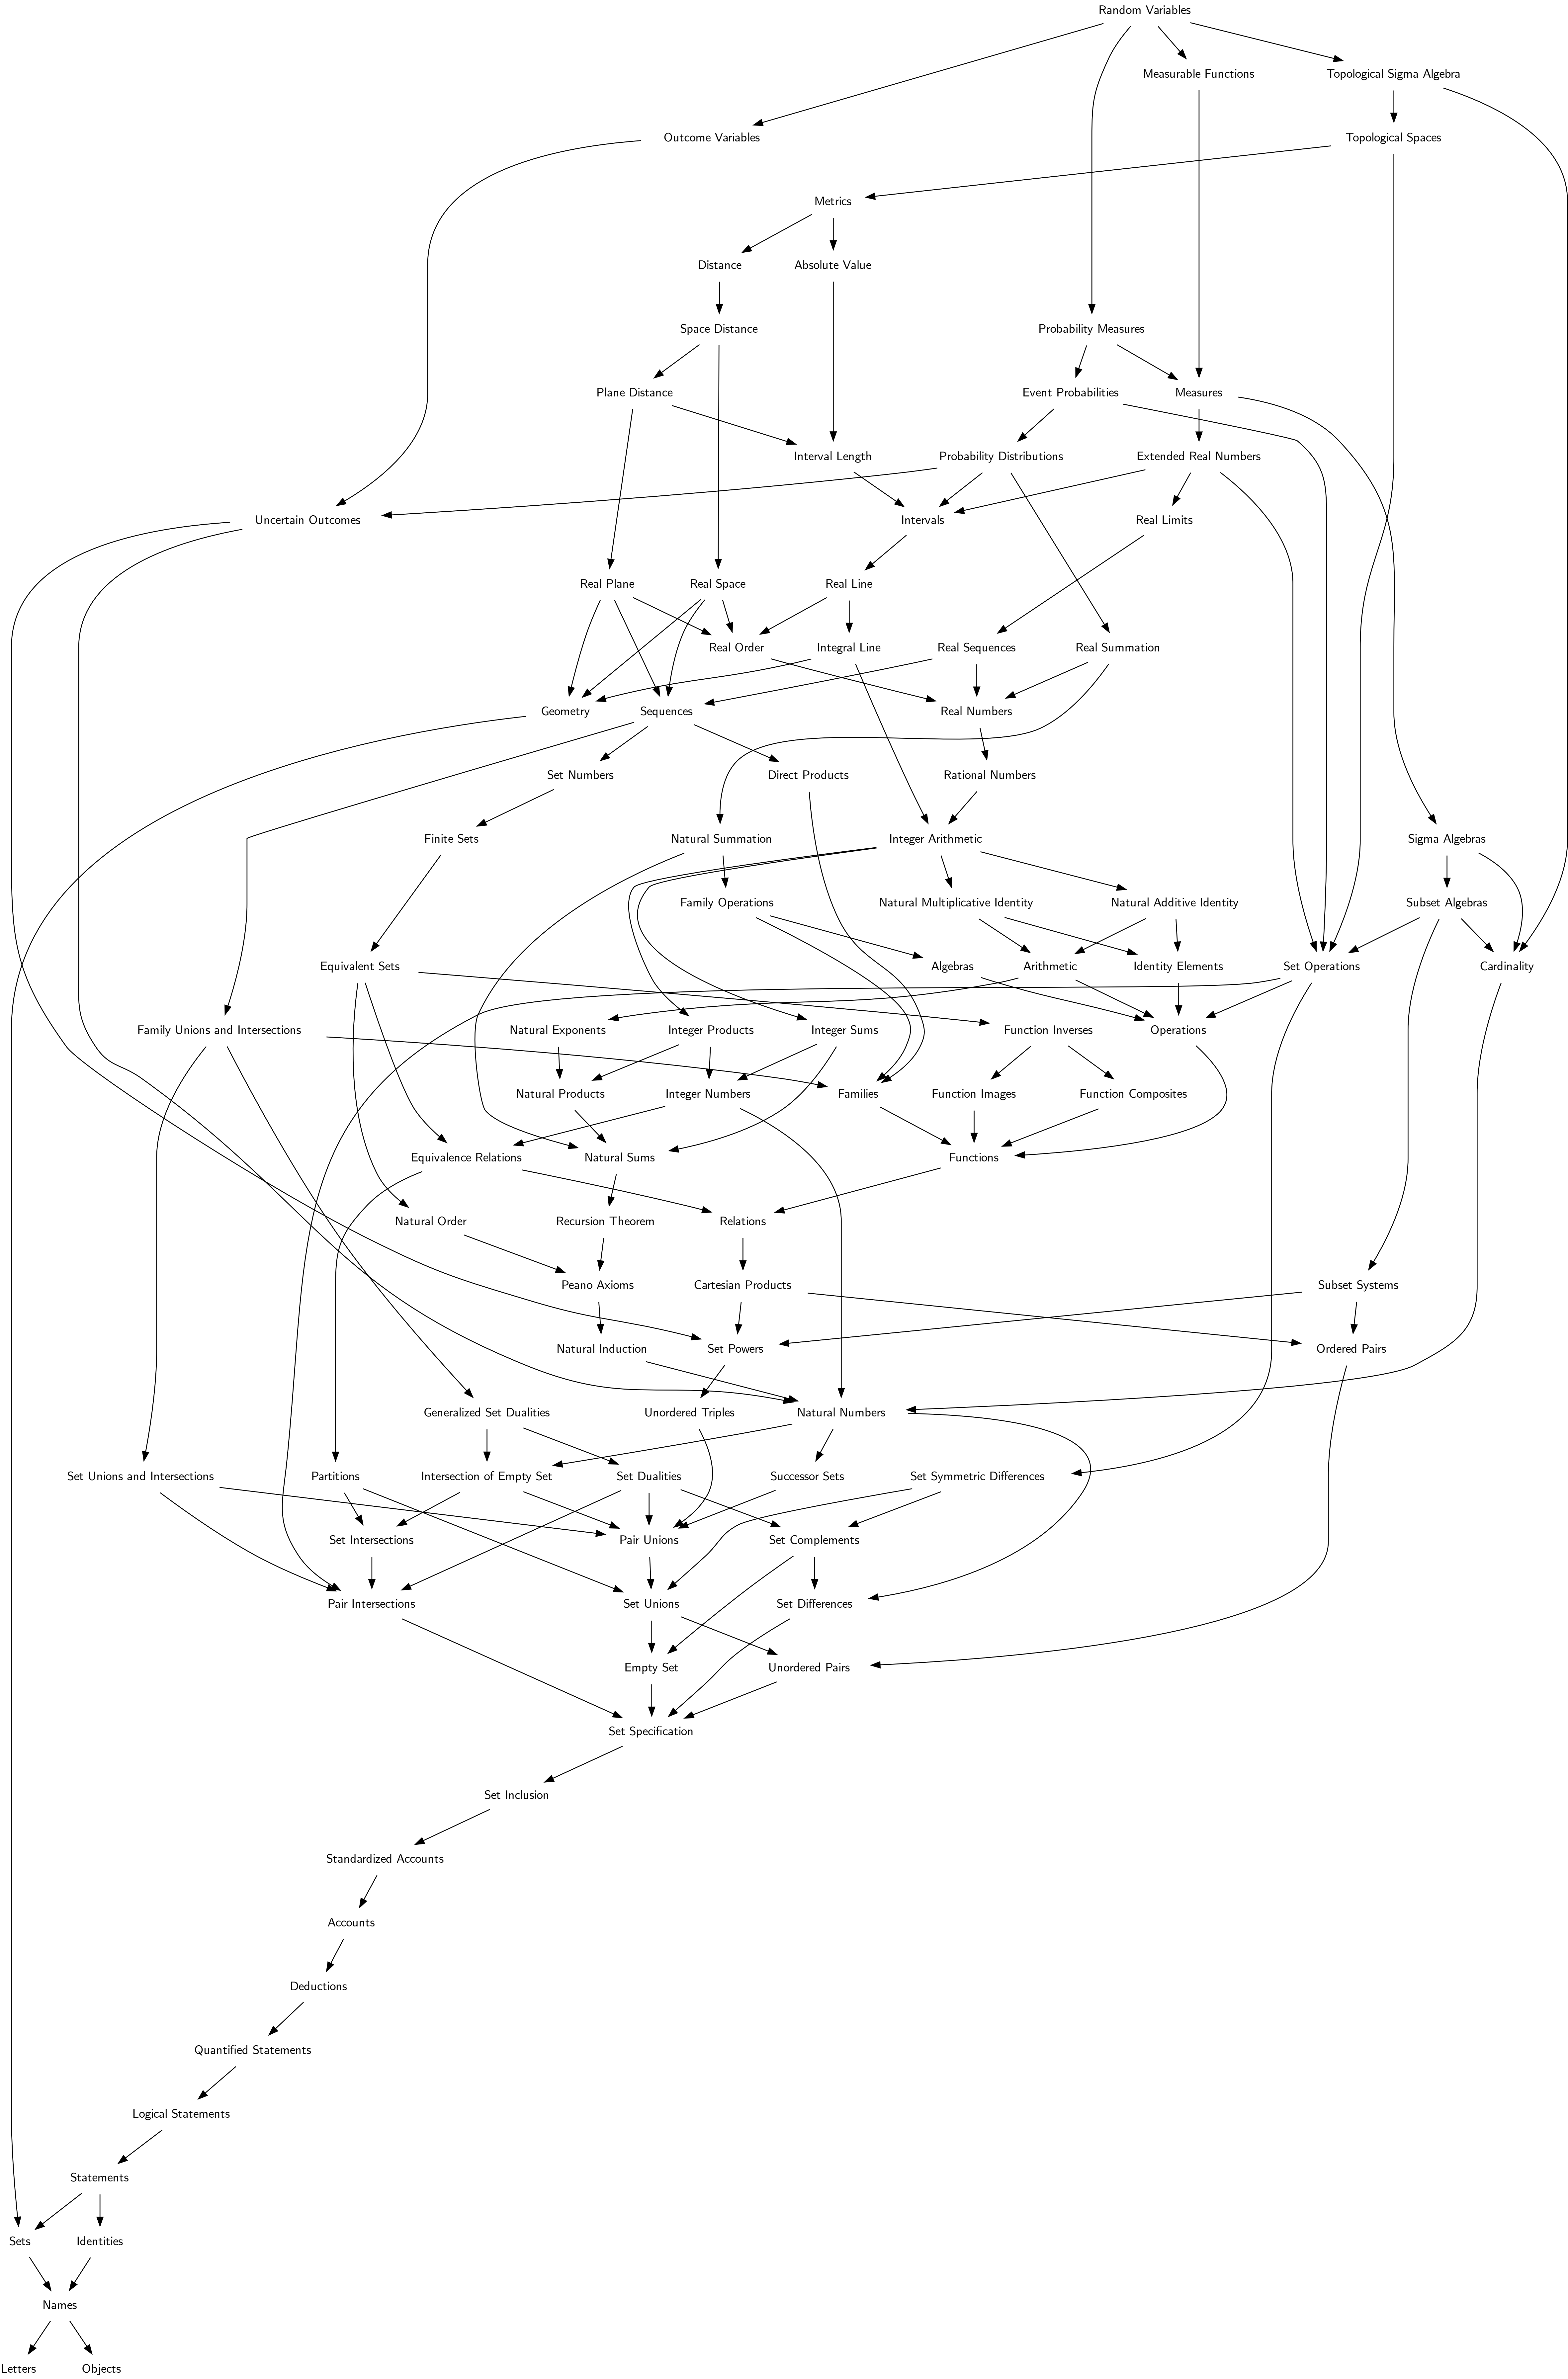 Random Variables
Measurable Functions
Topological Sigma Algebra
Outcome Variables
Topological Spaces
Metrics
Distance
Absolute Value
Space Distance
Probability Measures
Plane Distance
Event Probabilities
Measures
Interval Length
Probability Distributions
Extended Real Numbers
Uncertain Outcomes
Intervals
Real Limits
Real Plane
Real Space
Real Line
Real Order
Integral Line
Real Sequences
Real Summation
Geometry
Sequences
Real Numbers
Set Numbers
Direct Products
Rational Numbers
Finite Sets
Natural Summation
Integer Arithmetic
Sigma Algebras
Family Operations
Natural Multiplicative Identity
Natural Additive Identity
Subset Algebras
Equivalent Sets
Algebras
Arithmetic
Identity Elements
Set Operations
Cardinality
Family Unions and Intersections
Natural Exponents
Integer Products
Integer Sums
Function Inverses
Operations
Natural Products
Integer Numbers
Families
Function Images
Function Composites
Equivalence Relations
Natural Sums
Functions
Natural Order
Recursion Theorem
Relations
Peano Axioms
Cartesian Products
Subset Systems
Natural Induction
Set Powers
Ordered Pairs
Generalized Set Dualities
Unordered Triples
Natural Numbers
Set Unions and Intersections
Partitions
Intersection of Empty Set
Set Dualities
Successor Sets
Set Symmetric Differences
Set Intersections
Pair Unions
Set Complements
Pair Intersections
Set Unions
Set Differences
Empty Set
Unordered Pairs
Set Specification
Set Inclusion
Standardized Accounts
Accounts
Deductions
Quantified Statements
Logical Statements
Statements
Sets
Identities
Names
Letters
Objects